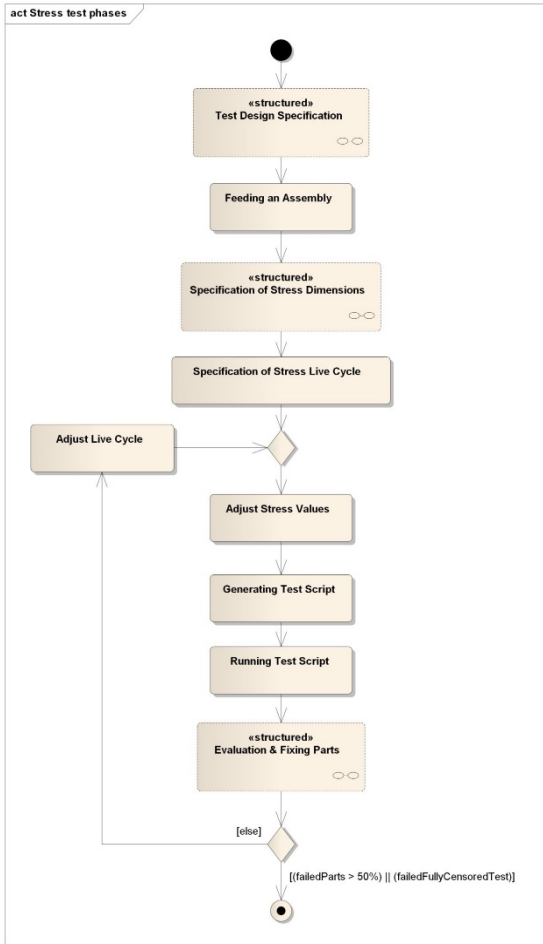 act Stress test phases
«structured»
Test Design Specification
Feeding an Assembly
«structured»
Specification of Stress Dimensions
Specification of Stress Live Cycle
Adjust Live Cycle
Adjust Stress Values
Generating Test Script
Running Test Script
«structured»
Evaluation & Fixing Parts
[else]
[(failedParts > 50%) || (failedFullyCensoredTest)]